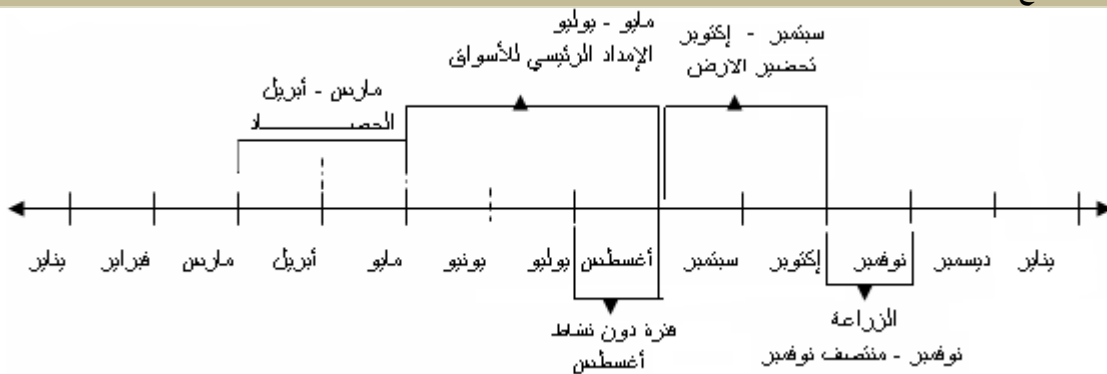 مايو - يوليو
الإمداد الرئيسي للأسواق
سبتمبر - إكتوبر
تحضير الارض
مارس - أبريل
الحصــــــاد
يناير فبراير مارس أبريل مايو يونيو يوليو أغسطس سبتمبر إكتوبر نوفمبر ديسمبر يناير
فترة دون نشاط
أغسطس
الزراعة
نوفمبر - منتصف نوفمبر